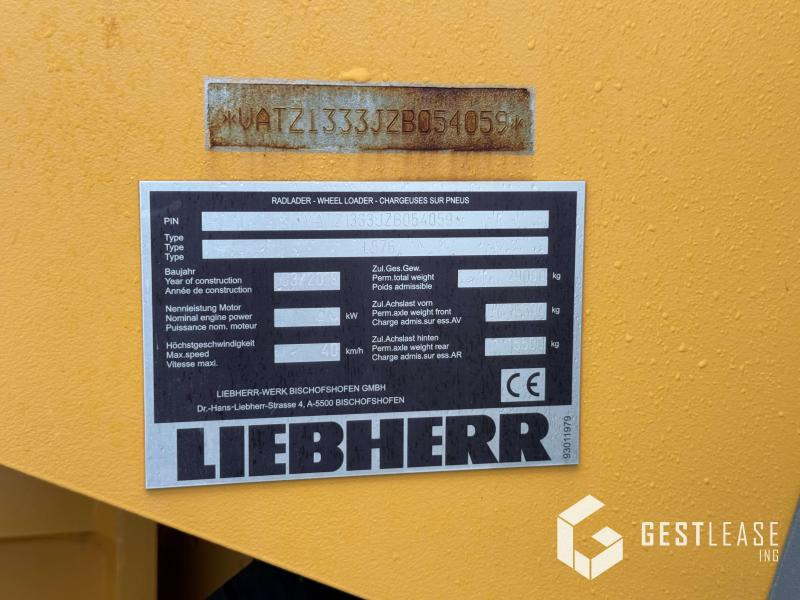 *VATZ1333JZB054059*
RADLADER - WHEEL LOADER - CHARGEUSES SUR PNEUS
PIN Z1333JZB054059*
Type
Type L576
Type
Baujahr
Year of construction
Année de construction
Zul.Ges.Gew.
Perm.total weight kg
Poids admissible
Nennleistung Motor
Nominal engine power kW
Puissance nom. moteur
Zul.Achslast vorn
Perm.axle weight front kg
Charge admis.sur ess.AV
Höchstgeschwindigkeit
Max.speed 40 km/h
Vitesse maxi.
Zul.Achslast hinten
Perm.axle weight rear kg
Charge admis.sur ess.AR
CE
LIEBHERR-WERK BISCHOFSHOFEN GMBH
Dr.-Hans-Liebherr-Strasse 4, A-5500 BISCHOFSHOFEN
LIEBHERR
93011979
GESTLEASE
ING